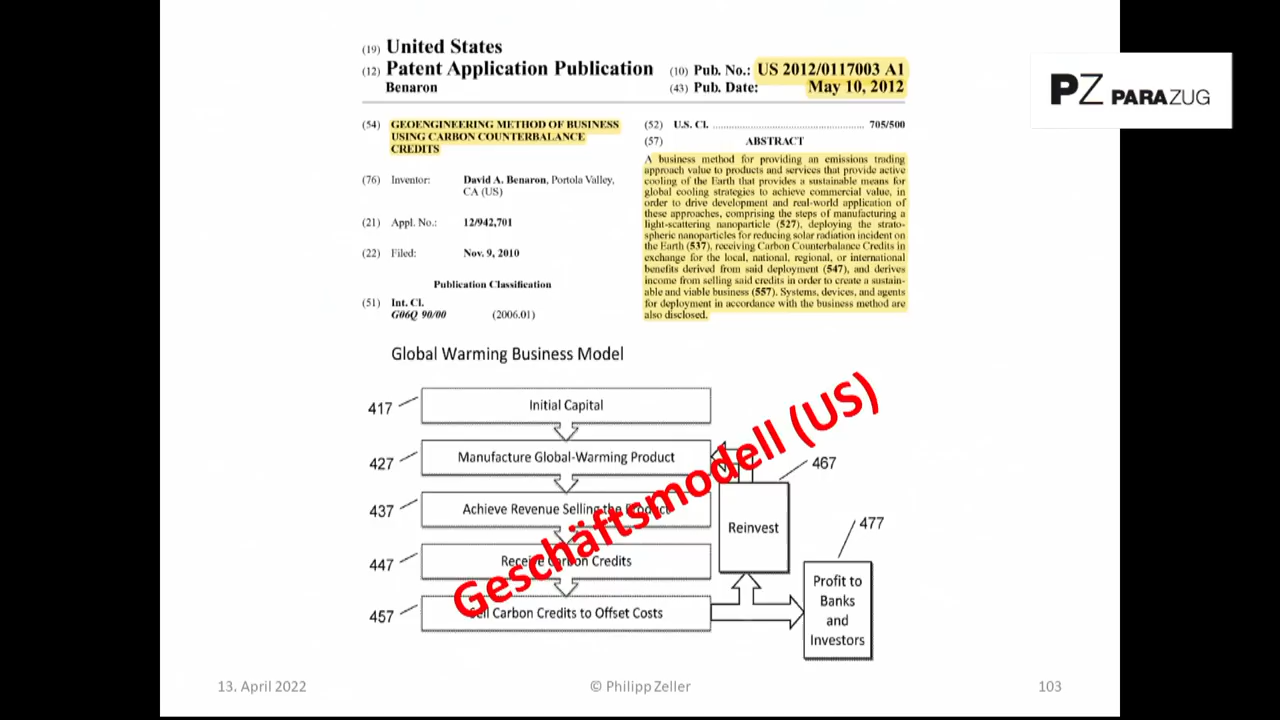 (19) United States
(12) Patent Application Publication
Benaron
(10) Pub. No.: US 2012/0117003 A1
(43) Pub. Date: May 10, 2012
PZ PARAZUG
(54) GEOENGINEERING METHOD OF BUSINESS
USING CARBON COUNTERBALANCE
CREDITS
(76) Inventor: David A. Benaron, Portola Valley,
CA (US)
(21) Appl. No.: 12/942,701
(22) Filed: Nov. 9, 2010
Publication Classification
(51) Int. Cl.
G06Q 90/00 (2006.01)
(52) U.S. Cl. ........................................................ 705/500
(57) ABSTRACT
A business method for providing an emissions trading
approach value to products and services that provide active
cooling of the Earth that provides a sustainable means for
global cooling strategies to achieve commercial value, in
order to drive development and real-world application of
these approaches, comprising the steps of manufacturing a
light-scattering nanoparticle (527), deploying the strato-
spheric nanoparticles for reducing solar radiation incident on
the Earth (537), receiving Carbon Counterbalance Credits in
exchange for the local, national, regional, or international
benefits derived from said deployment (547), and derives
income from selling said credits in order to create a sustain-
able and viable business (557). Systems, devices, and agents
for deployment in accordance with the business method are
also disclosed.
Global Warming Business Model
417
Initial Capital
427
Manufacture Global-Warming Product
437
Achieve Revenue Selling the Product
447
Receive Carbon Credits
457
Sell Carbon Credits to Offset Costs
467
Reinvest
477
Profit to
Banks
and
Investors
Geschäftsmodell (US)
13. April 2022
© Philipp Zeller
103